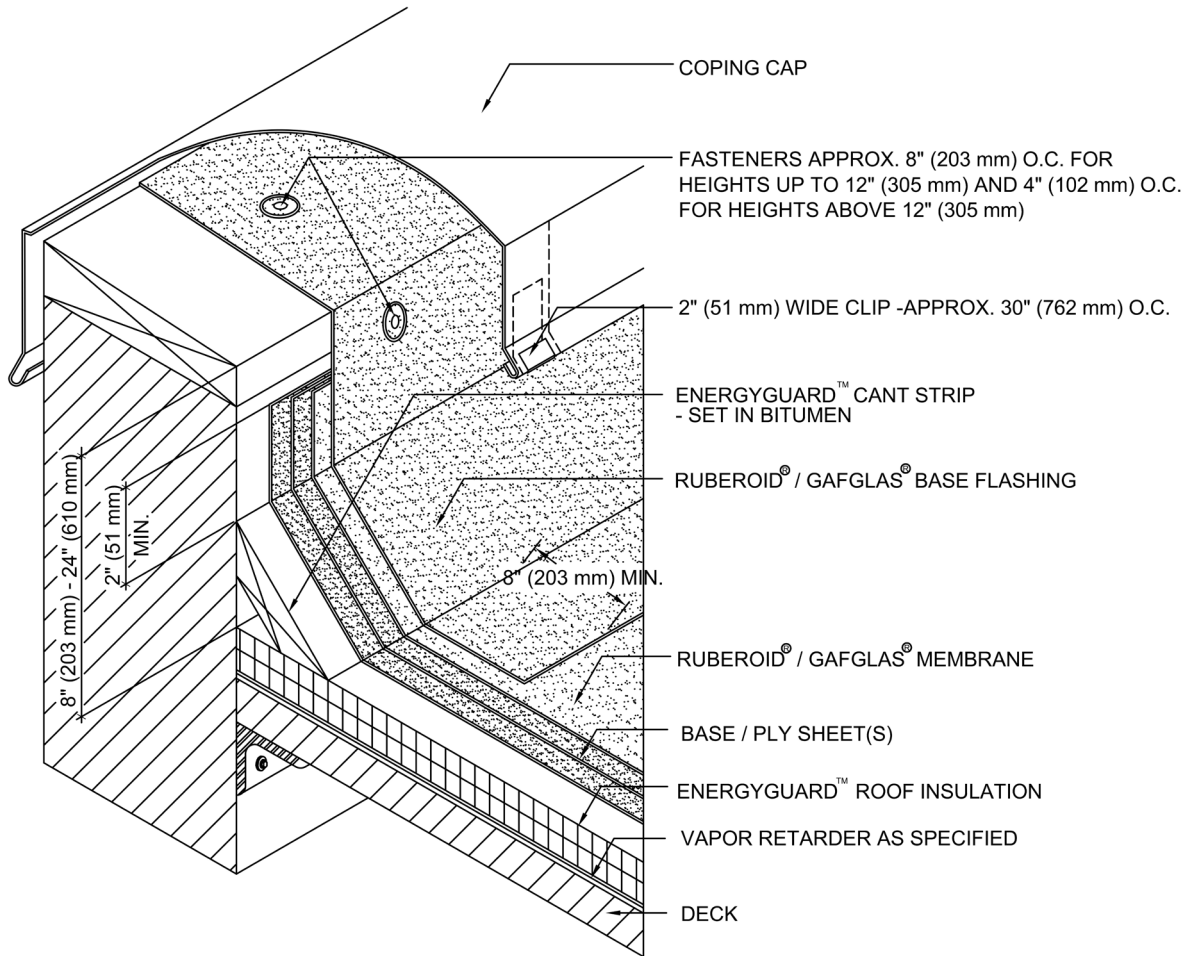 COPING CAP
FASTENERS APPROX. 8" (203 mm) O.C. FOR
HEIGHTS UP TO 12" (305 mm) AND 4" (102 mm) O.C.
FOR HEIGHTS ABOVE 12" (305 mm)
2" (51 mm) WIDE CLIP -APPROX. 30" (762 mm) O.C.
ENERGYGUARD™ CANT STRIP
- SET IN BITUMEN
RUBEROID® / GAFGLAS® BASE FLASHING
8" (203 mm) - 24" (610 mm)
2" (51 mm)
MIN.
8" (203 mm) MIN.
RUBEROID® / GAFGLAS® MEMBRANE
BASE / PLY SHEET(S)
ENERGYGUARD™ ROOF INSULATION
VAPOR RETARDER AS SPECIFIED
DECK